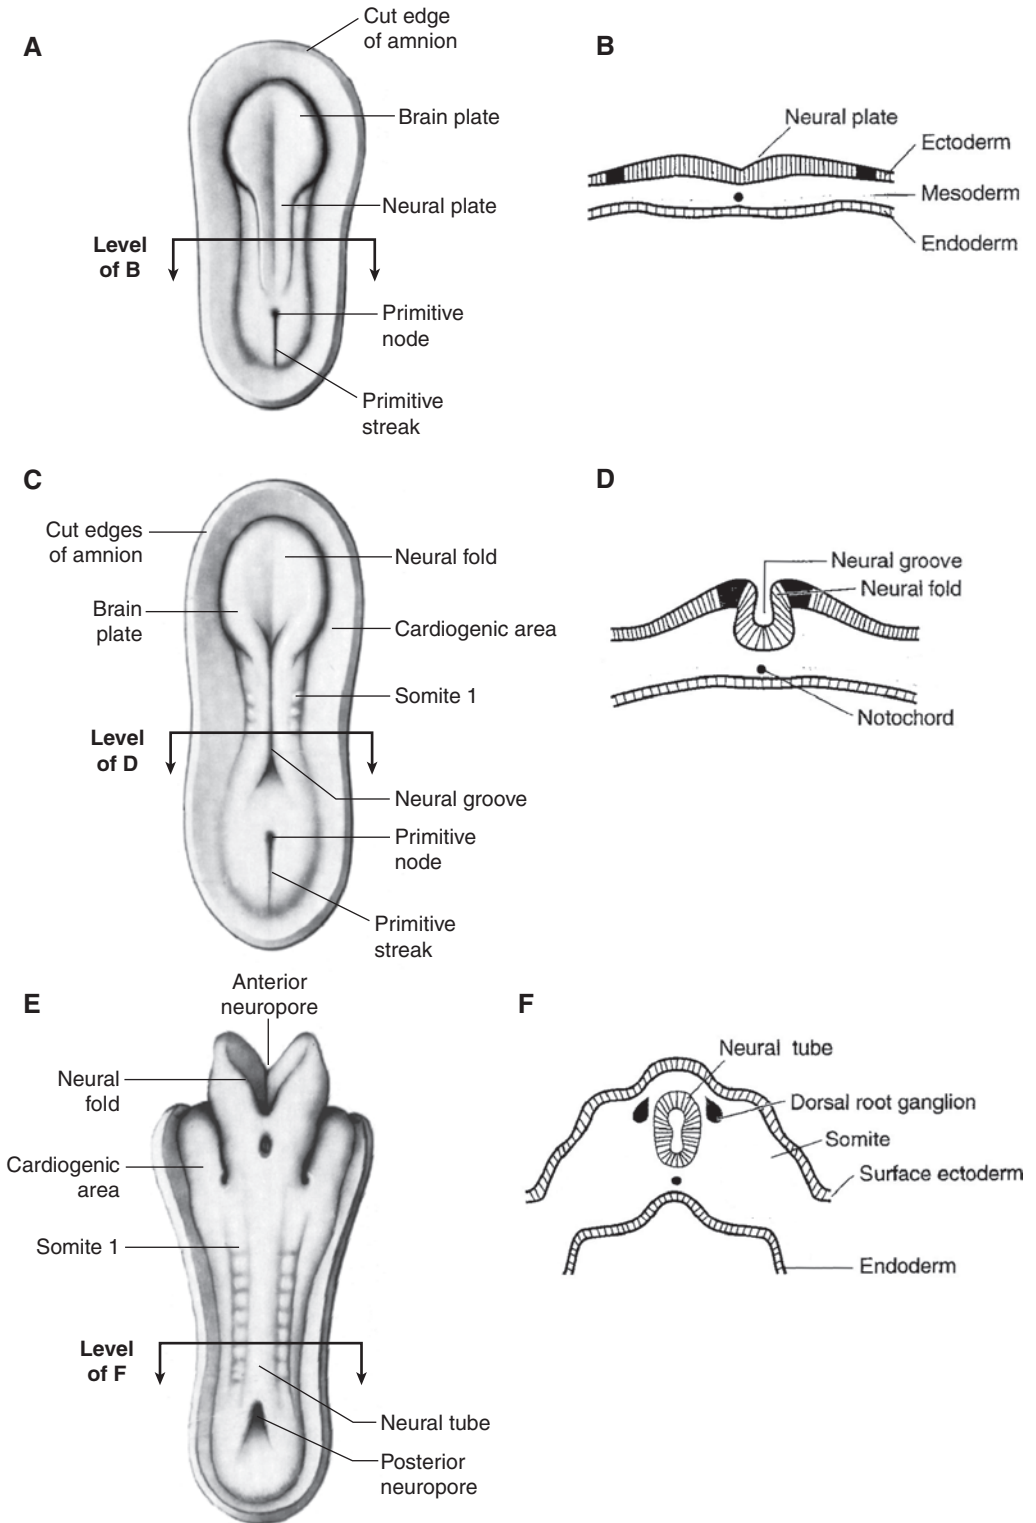 A
Cut edge
of amnion
Brain plate
Neural plate
Level
of B
Primitive
node
Primitive
streak
B
Neural plate
Ectoderm
Mesoderm
Endoderm
C
Cut edges
of amnion
Neural fold
Brain
plate
Cardiogenic area
Somite 1
Level
of D
Neural groove
Primitive
node
Primitive
streak
D
Neural groove
Neural fold
Notochord
E
Anterior
neuropore
Neural
fold
Cardiogenic
area
Somite 1
Level
of F
Neural tube
Posterior
neuropore
F
Neural tube
Dorsal root ganglion
Somite
Surface ectoderm
Endoderm